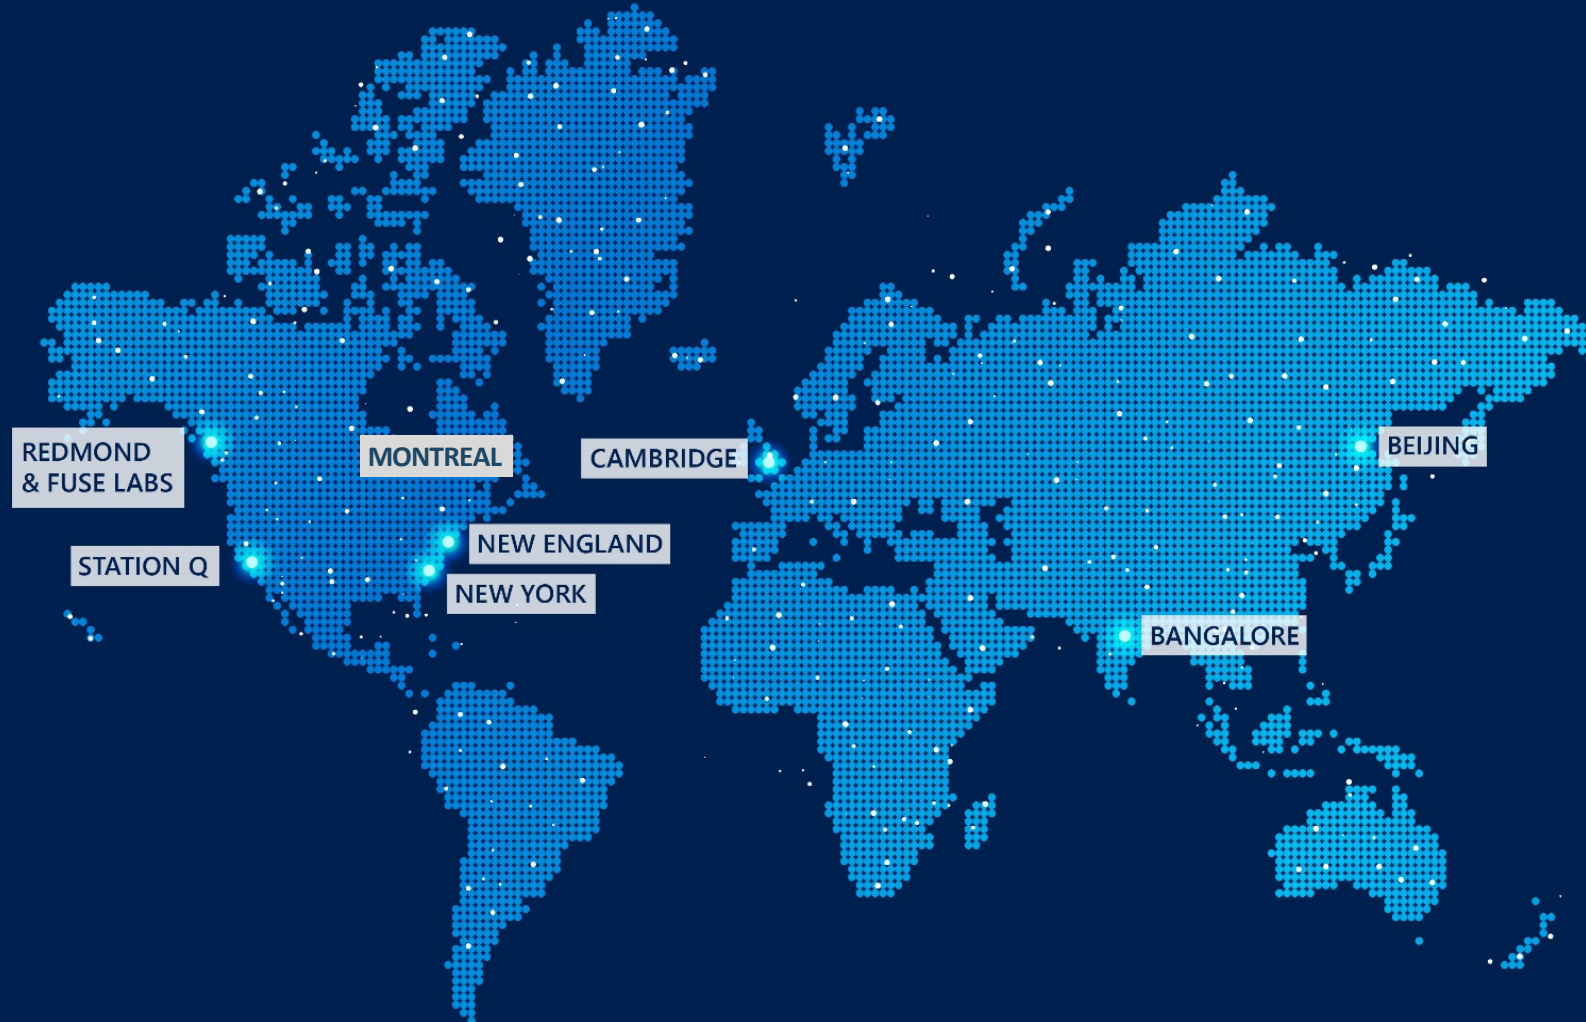 REDMOND
& FUSE LABS
MONTREAL
CAMBRIDGE
BEIJING
STATION Q
NEW ENGLAND
NEW YORK
BANGALORE